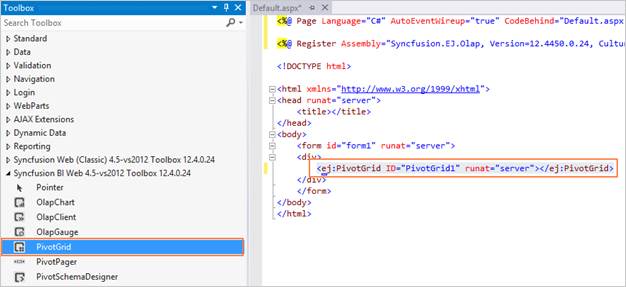 Toolbox
Standard
Data
Validation
Navigation
Login
WebParts
AJAX Extensions
Dynamic Data
Reporting
Syncfusion Web (Classic) 4.5-vs2012 Toolbox 12.4.0.24
Syncfusion BI Web 4.5-vs2012 Toolbox 12.4.0.24
Pointer
OlapChart
OlapClient
OlapGauge
PivotGrid
PivotPager
PivotSchemaDesigner
Default.aspx*
<%@ Page Language="C#" AutoEventWireup="true" CodeBehind="Default.aspx
<%@ Register Assembly="Syncfusion.EJ.Olap, Version=12.4450.0.24, Cultu
<!DOCTYPE html>
<html xmlns="http://www.w3.org/1999/xhtml">
<head runat="server">
<title></title>
</head>
<body>
<form id="form1" runat="server">
<div>
<ej:PivotGrid ID="PivotGrid1" runat="server"></ej:PivotGrid>
</div>
</form>
</body>
</html>